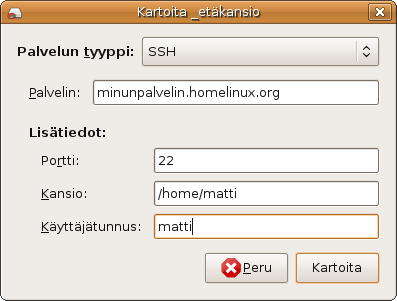 Kartoita _etäkansio
Palvelun tyyppi: SSH
Palvelin: minunpalvelin.homelinux.org
Lisätiedot:
Portti: 22
Kansio: /home/matti
Käyttäjätunnus: matti
Peru Kartoita